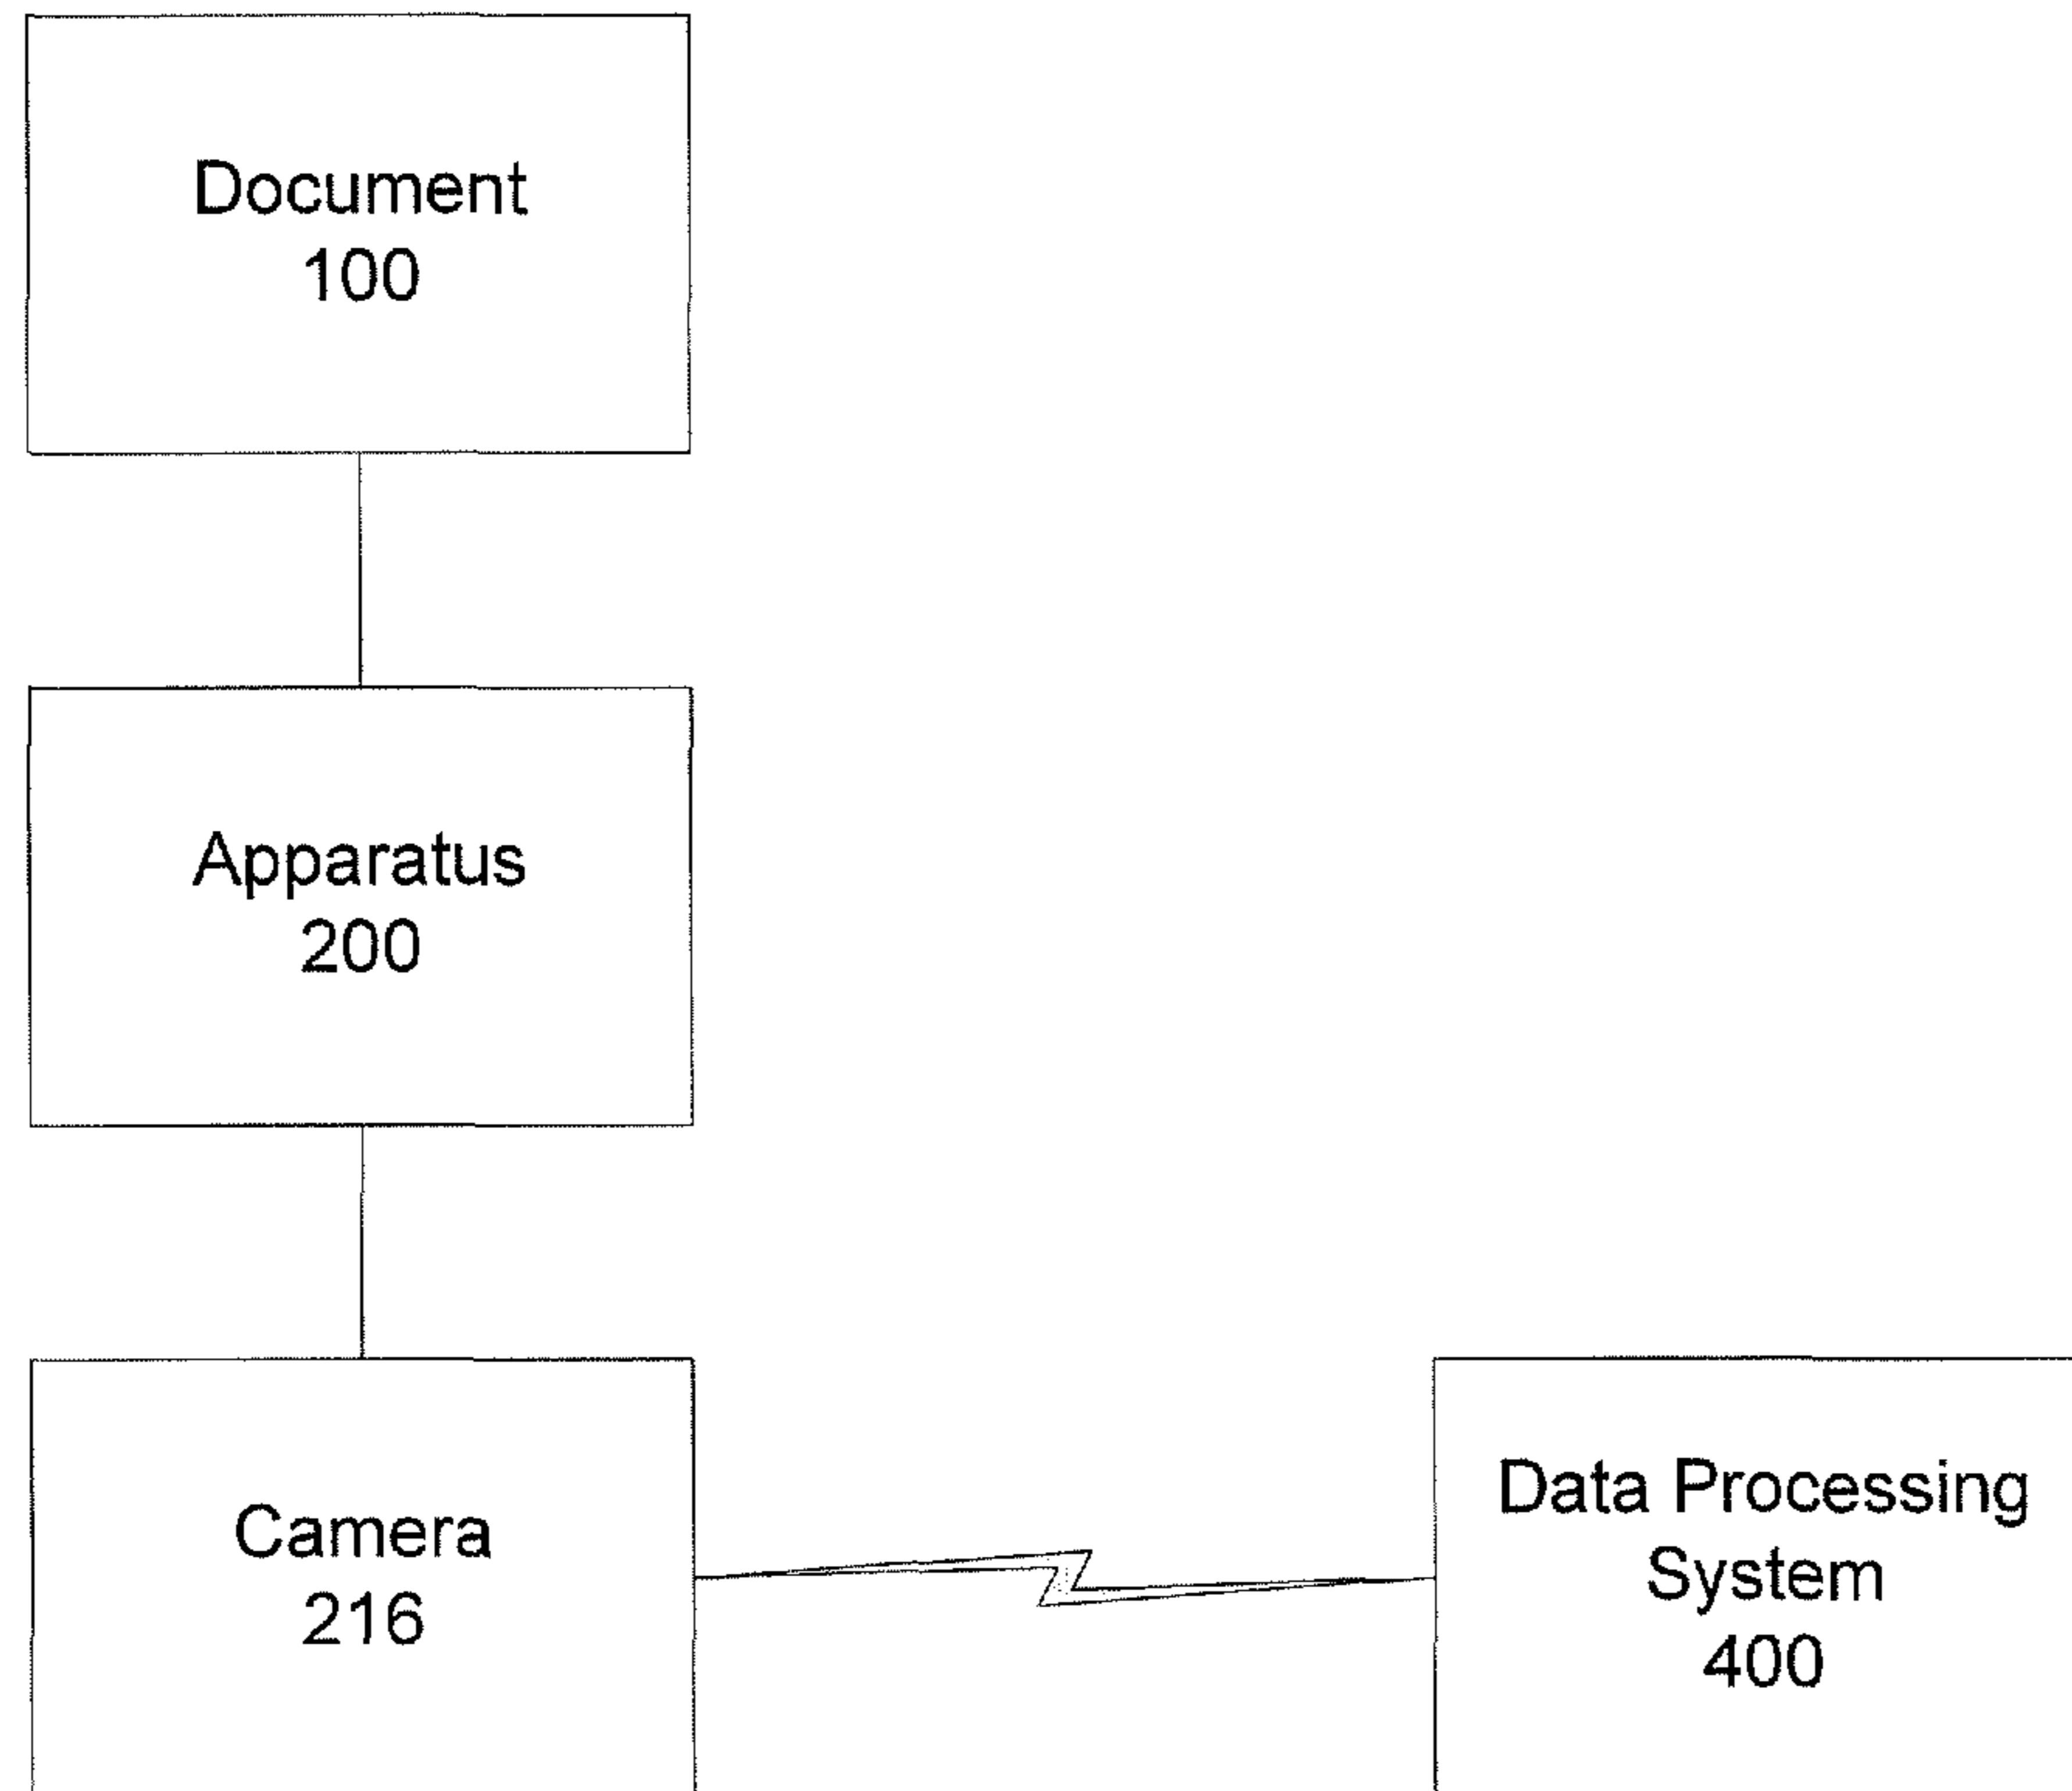 Document
100
Apparatus
200
Camera
216
Data Processing
System
400